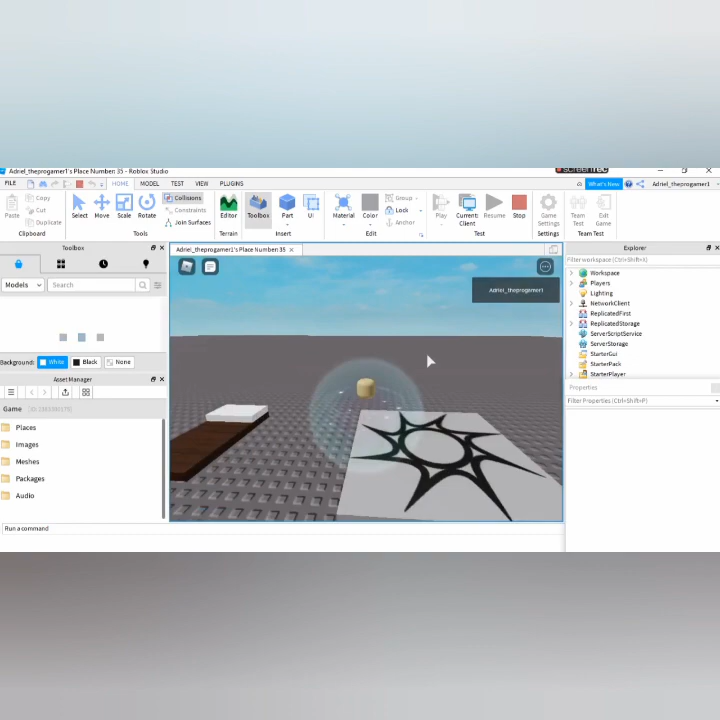 Adriel_theprogamer1's Place Number: 35 - Roblox Studio
FILE HOME MODEL TEST VIEW PLUGINS What's New Adriel_theprogamer1
Paste Copy Cut Duplicate Select Move Scale Rotate Collisions Constraints Join Surfaces Editor Toolbox Part UI Material Color Group Lock Anchor Play Current: Client Resume Stop Game Settings Team Test Exit Game
Clipboard Tools Terrain Insert Edit Test Settings Team Test
Toolbox
Models Search
Background: White Black None
Asset Manager
Game
Places
Images
Meshes
Packages
Audio
Run a command
Adriel_theprogamer1's Place Number: 35
Adriel_theprogamer1
Explorer
Filter workspace (Ctrl+Shift+X)
Workspace
Players
Lighting
NetworkClient
ReplicatedFirst
ReplicatedStorage
ServerScriptService
ServerStorage
StarterGui
StarterPack
StarterPlayer
Properties
Filter Properties (Ctrl+Shift+P)